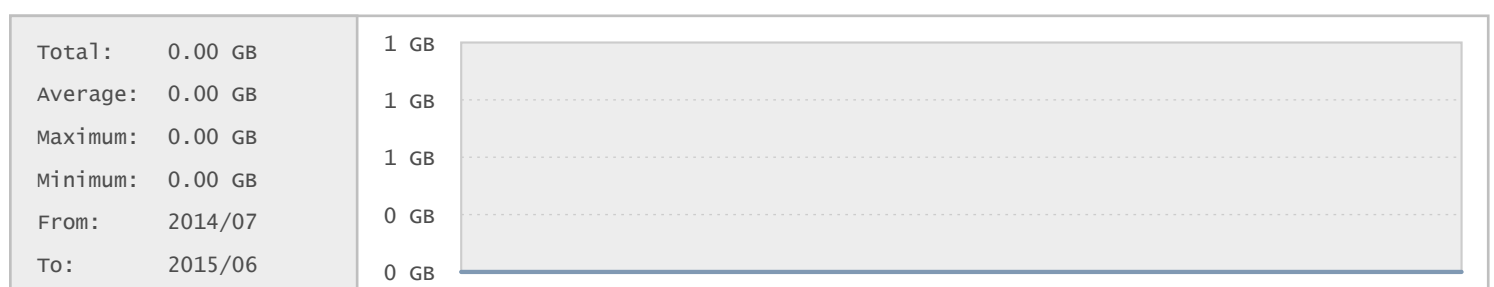 Total: 0.00 GB
Average: 0.00 GB
Maximum: 0.00 GB
Minimum: 0.00 GB
From: 2014/07
To: 2015/06
1 GB
1 GB
1 GB
0 GB
0 GB